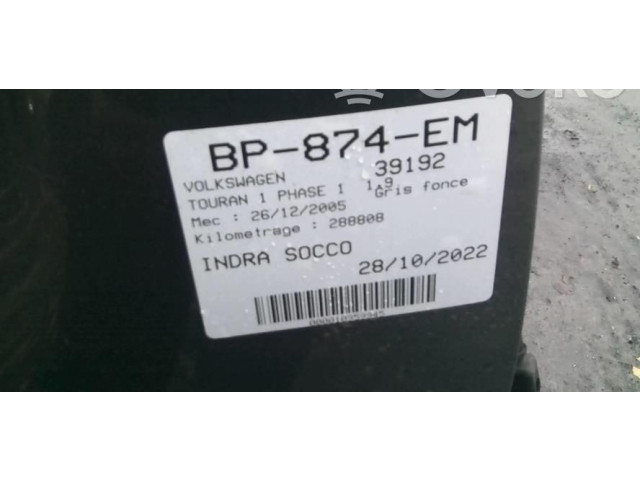 BP-874-EM
VOLKSWAGEN 39192
TOURAN 1 PHASE 1 1.9 Gris fonce
Mec : 26/12/2005
Kilometrage : 288808
INDRA SOCCO 28/10/2022